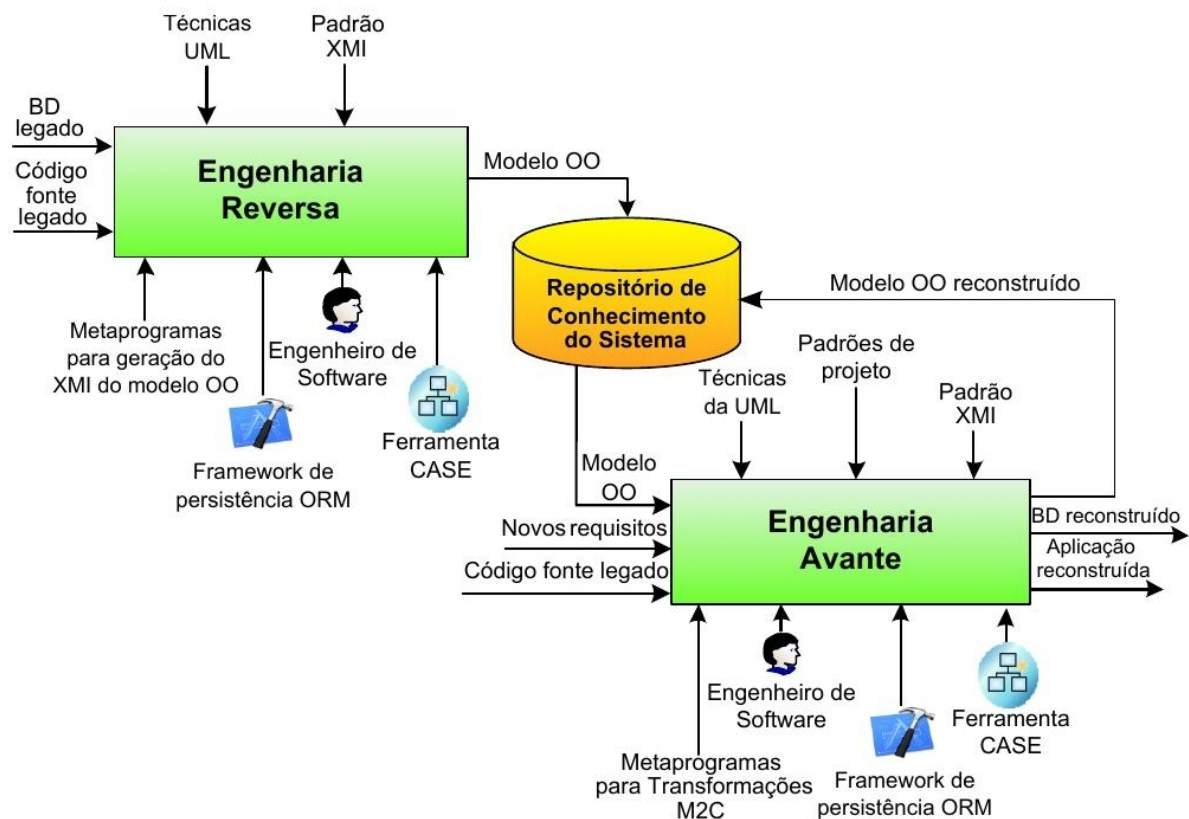 Técnicas
UML
Padrão
XMI
BD
legado
Código
fonte
legado
Engenharia
Reversa
Modelo OO
Metaprogramas
para geração do
XMI do modelo OO
Framework de
persistência ORM
Engenheiro de
Software
Ferramenta
CASE
Repositório de
Conhecimento
do Sistema
Modelo OO reconstruído
Modelo
OO
Novos requisitos
Código fonte legado
Técnicas
da UML
Padrões de
projeto
Padrão
XMI
Engenharia
Avante
BD reconstruído
Aplicação
reconstruída
Metaprogramas
para Transformações
M2C
Engenheiro de
Software
Framework de
persistência ORM
Ferramenta
CASE